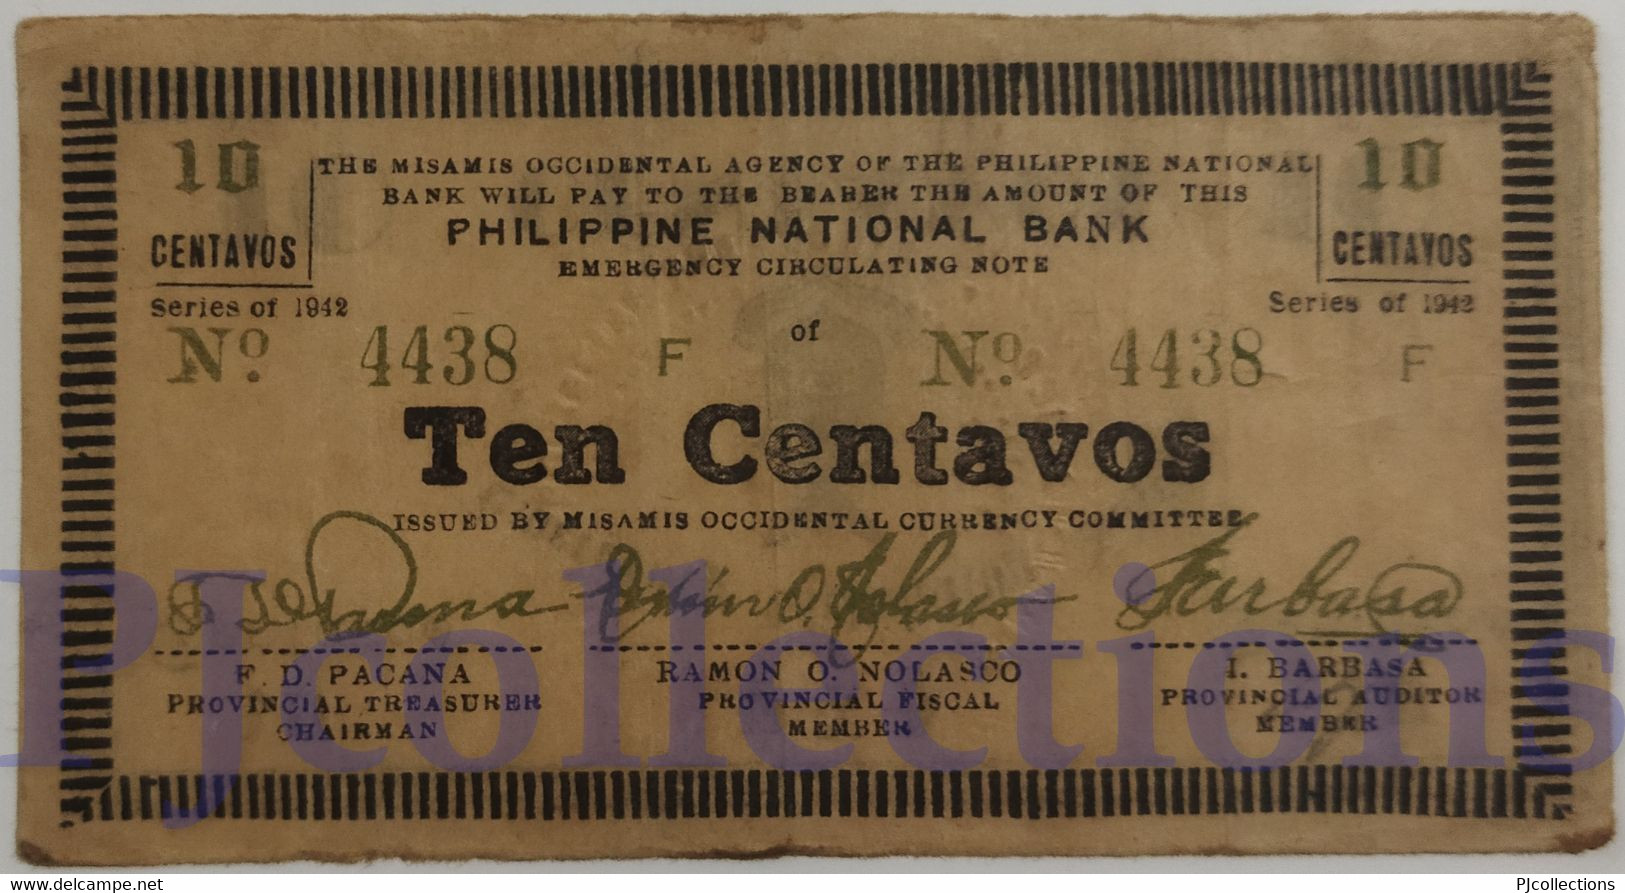 10
CENTAVOS
Series of 1942
THE MISAMIS OCCIDENTAL AGENCY OF THE PHILIPPINE NATIONAL
BANK WILL PAY TO THE BEARER THE AMOUNT OF THIS
PHILIPPINE NATIONAL BANK
EMERGENCY CIRCULATING NOTE
of
10
CENTAVOS
Series of 1942
No. 4438 F No. 4438 F
Ten Centavos
ISSUED BY MISAMIS OCCIDENTAL CURRENCY COMMITTEE
F. D. PACANA
PROVINCIAL TREASURER
CHAIRMAN
RAMON O. NOLASCO
PROVINCIAL FISCAL
MEMBER
I. BARBASA
PROVINCIAL AUDITOR
MEMBER
PJcollections
delcampe.net
PJcollections